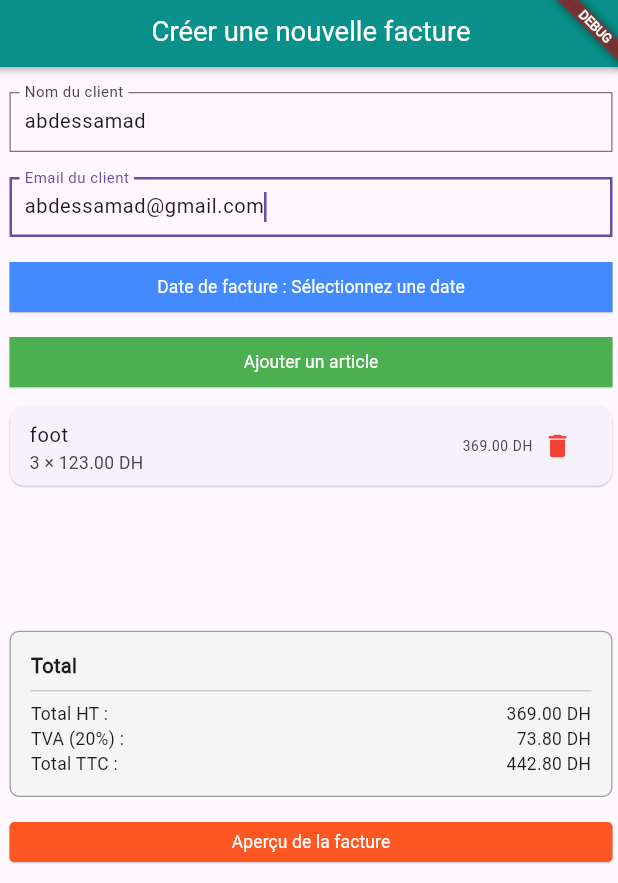 Créer une nouvelle facture
DEBUG
Nom du client
abdessamad
Email du client
abdessamad@gmail.com
Date de facture : Sélectionnez une date
Ajouter un article
foot
3 × 123.00 DH
369.00 DH
Total
Total HT : 369.00 DH
TVA (20%) : 73.80 DH
Total TTC : 442.80 DH
Aperçu de la facture